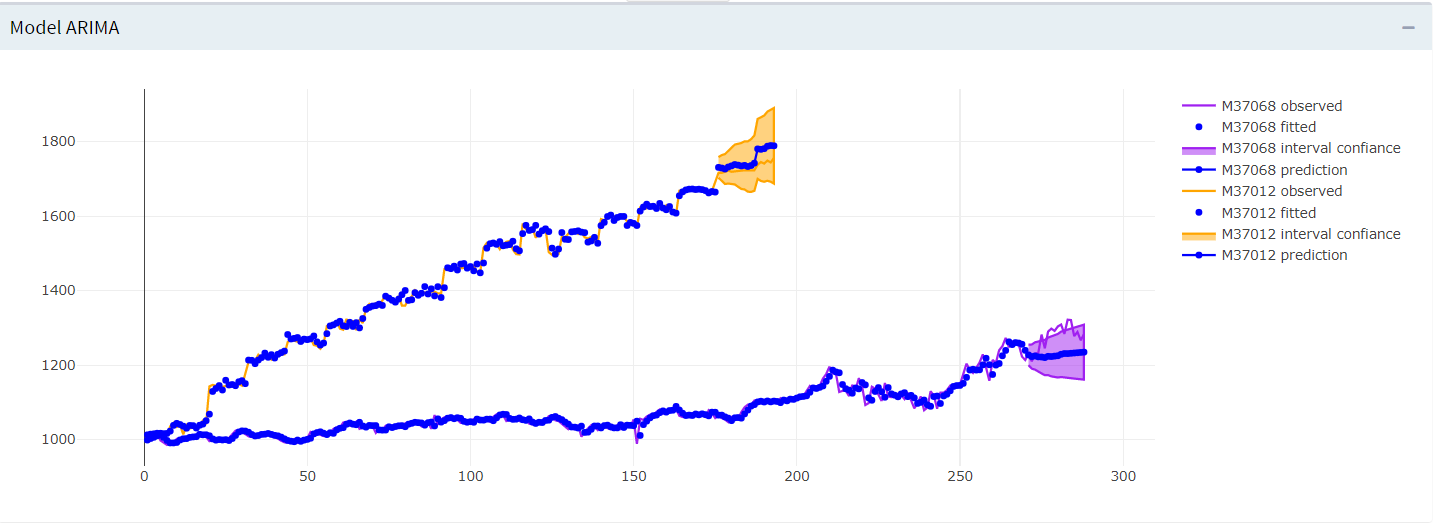 Model ARIMA
1800
1600
1400
1200
1000
0
50
100
150
200
250
300
M37068 observed
M37068 fitted
M37068 interval confiance
M37068 prediction
M37012 observed
M37012 fitted
M37012 interval confiance
M37012 prediction